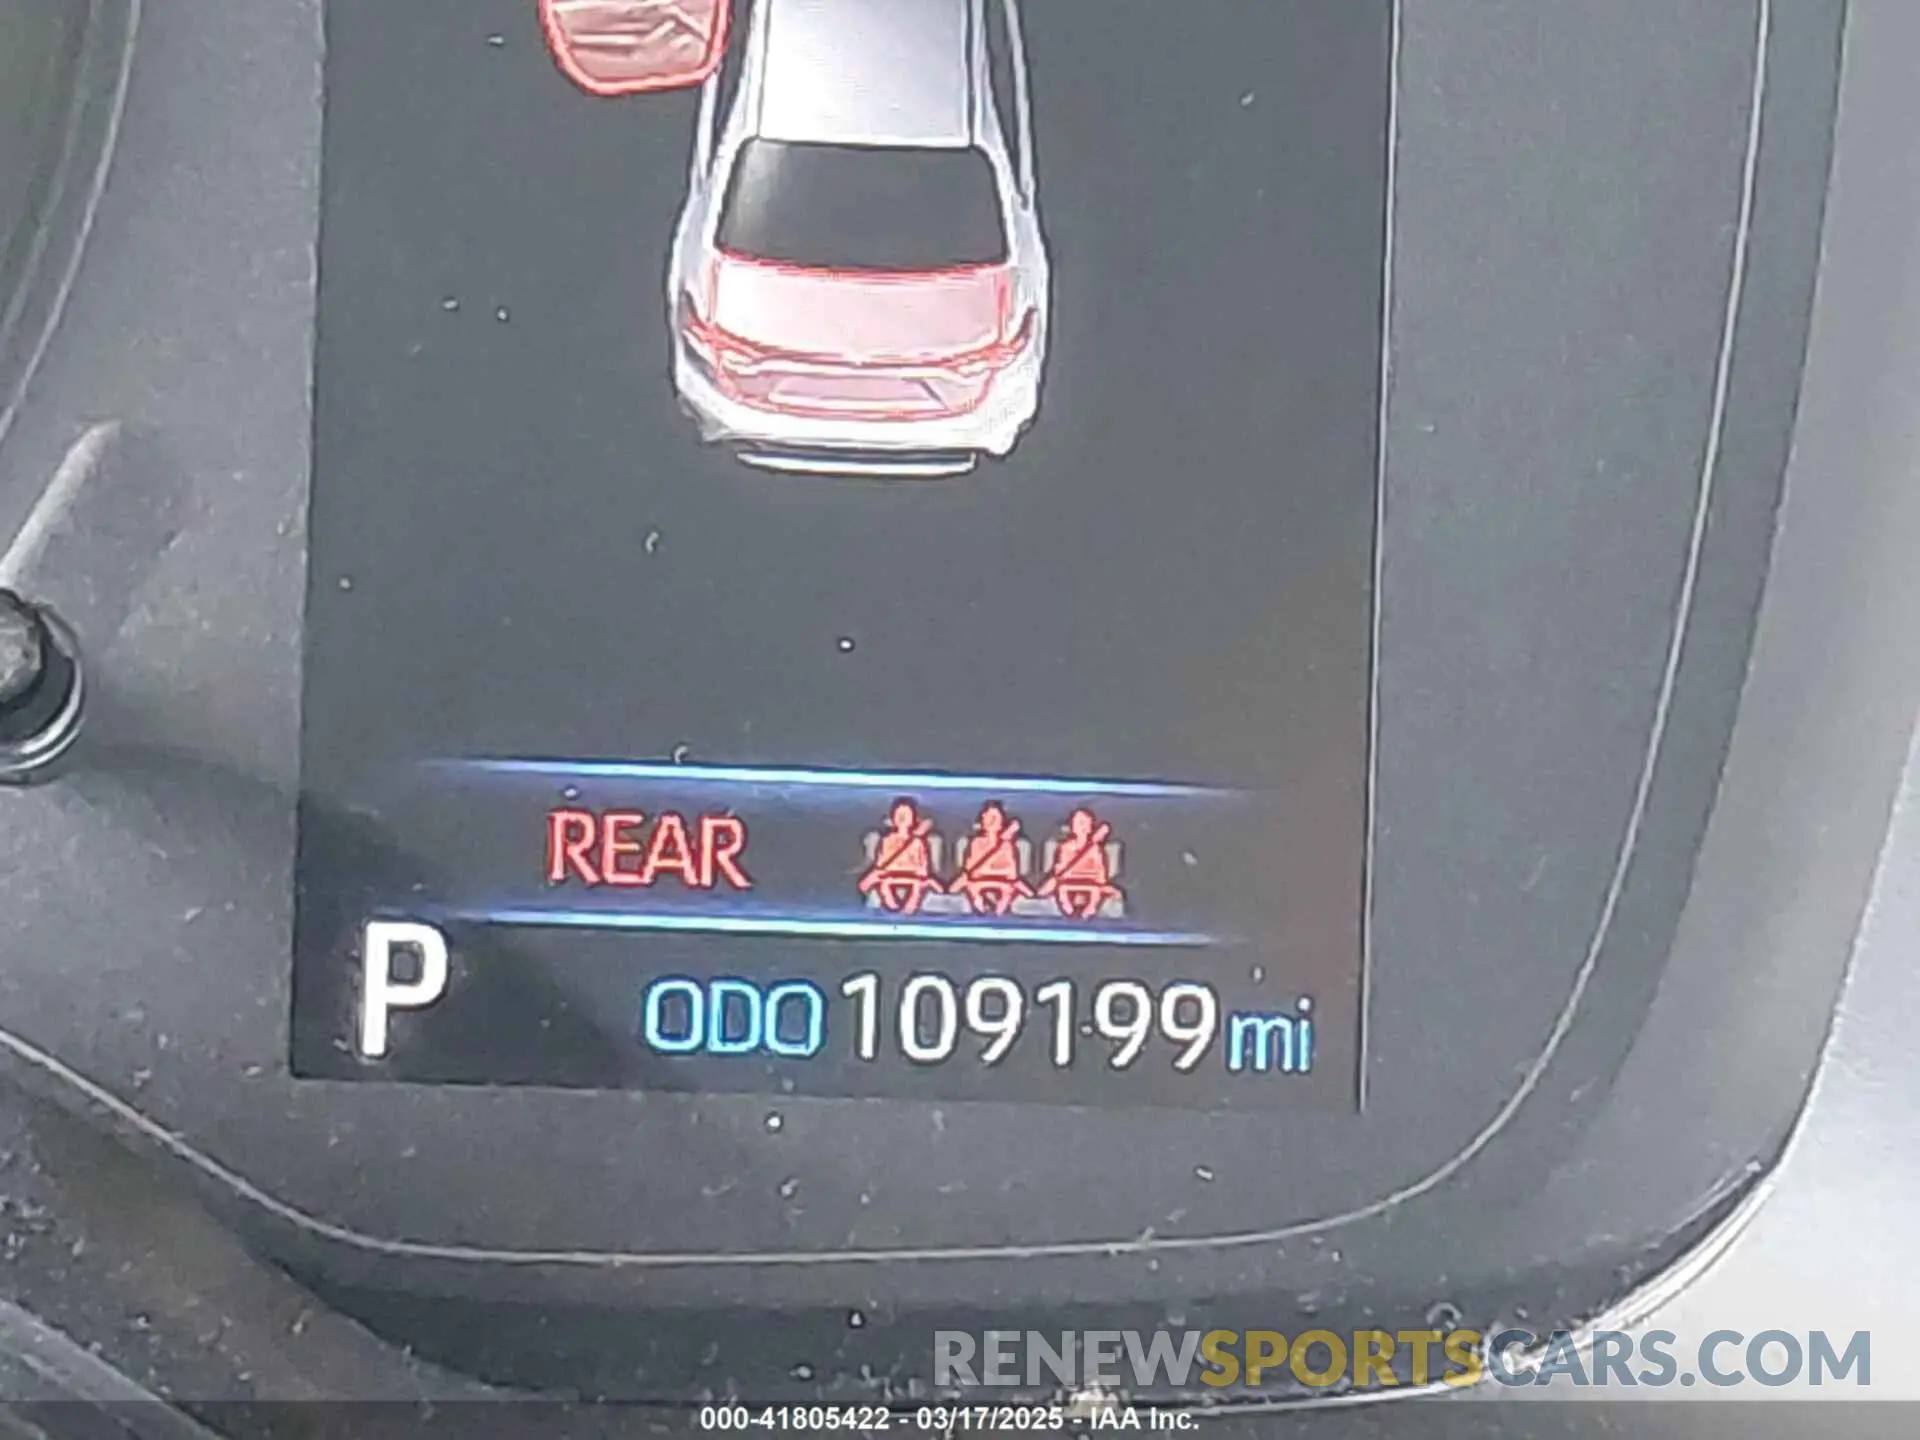 REAR
P ODO 109199 mi
RENEWSPORTSCARS.COM
000-41805422 - 03/17/2025 - IAA Inc.